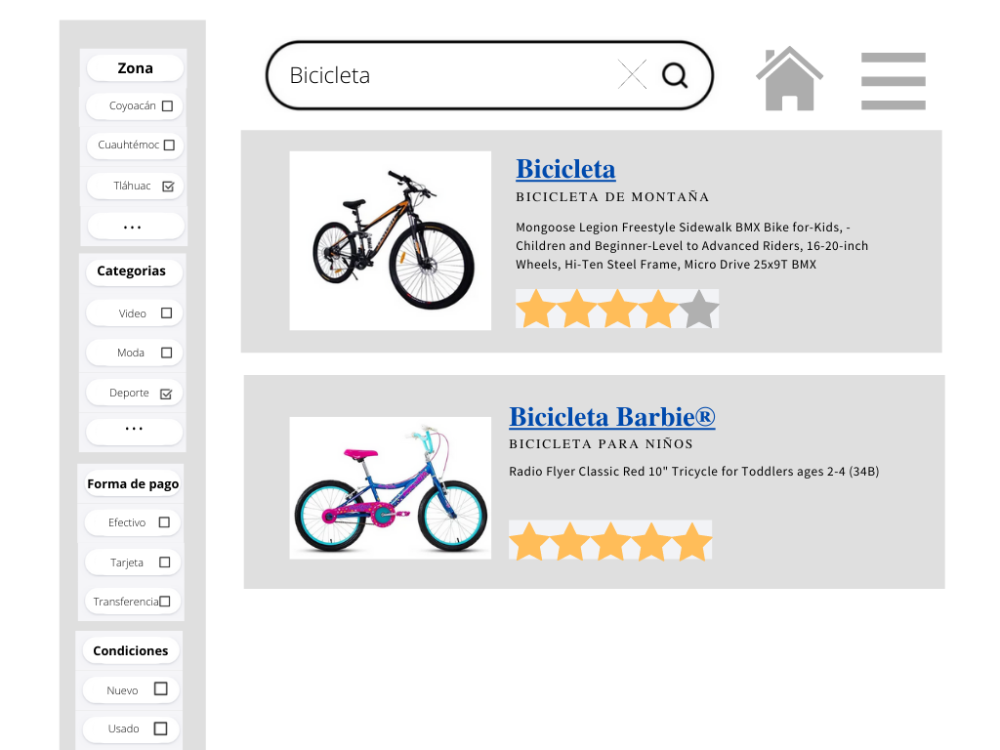 Zona
Coyoacán
Cuauhtémoc
Tláhuac
...
Categorias
Video
Moda
Deporte
...
Forma de pago
Efectivo
Tarjeta
Transferencia
Condiciones
Nuevo
Usado
Bicicleta
Bicicleta
BICICLETA DE MONTAÑA
Mongoose Legion Freestyle Sidewalk BMX Bike for-Kids, -
Children and Beginner-Level to Advanced Riders, 16-20-inch
Wheels, Hi-Ten Steel Frame, Micro Drive 25x9T BMX
Bicicleta Barbie®
BICICLETA PARA NIÑOS
Radio Flyer Classic Red 10" Tricycle for Toddlers ages 2-4 (34B)